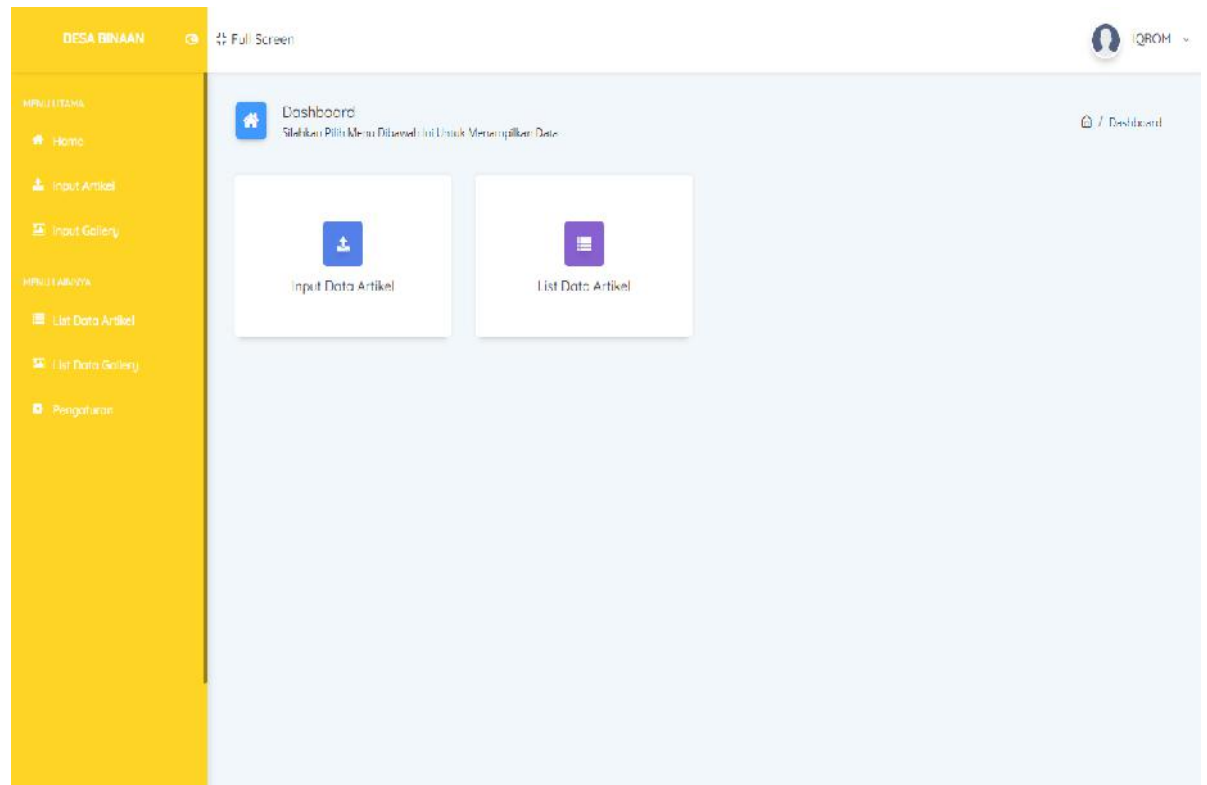 DESA BINAAN
Full Screen
IQROM
MENU UTAMA
Home
Input Artikel
Input Gallery
MENU LAINNYA
List Data Artikel
List Data Gallery
Pengaturan
Dashboard
Silahkan Pilih Menu Dibawah Ini Untuk Menampilkan Data
/ Dashboard
Input Data Artikel
List Data Artikel